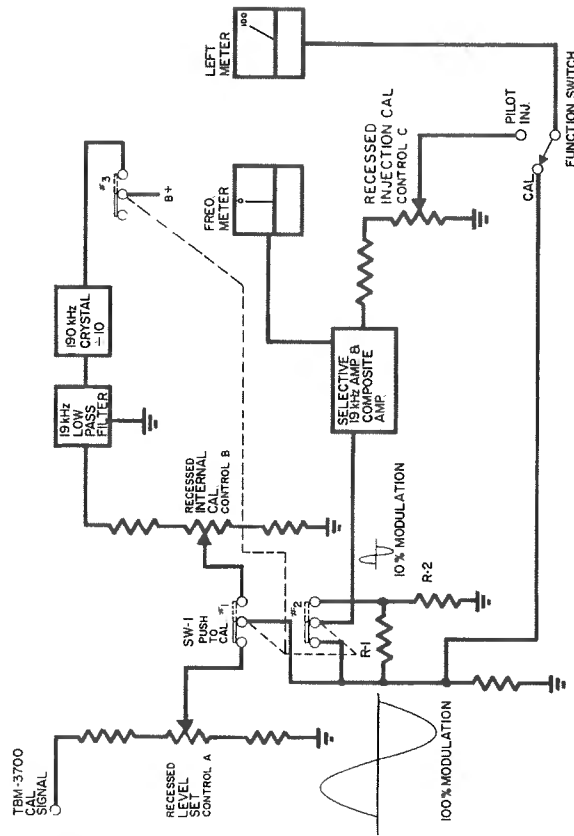 TBM-3700
CAL
SIGNAL
RECESSED
LEVEL
SET
CONTROL A
100% MODULATION
SW-1
PUSH
TO
CAL
#1
#2
R-1
R-2
10% MODULATION
RECESSED
INTERNAL
CAL.
CONTROL B
19 kHz
LOW
PASS
FILTER
190 kHz
CRYSTAL
÷10
#3
B+
SELECTIVE
19 kHz AMP &
COMPOSITE
AMP.
FREQ.
METER
0
LEFT
METER
100
RECESSED
INJECTION CAL
CONTROL C
PILOT
INJ.
CAL
FUNCTION SWITCH